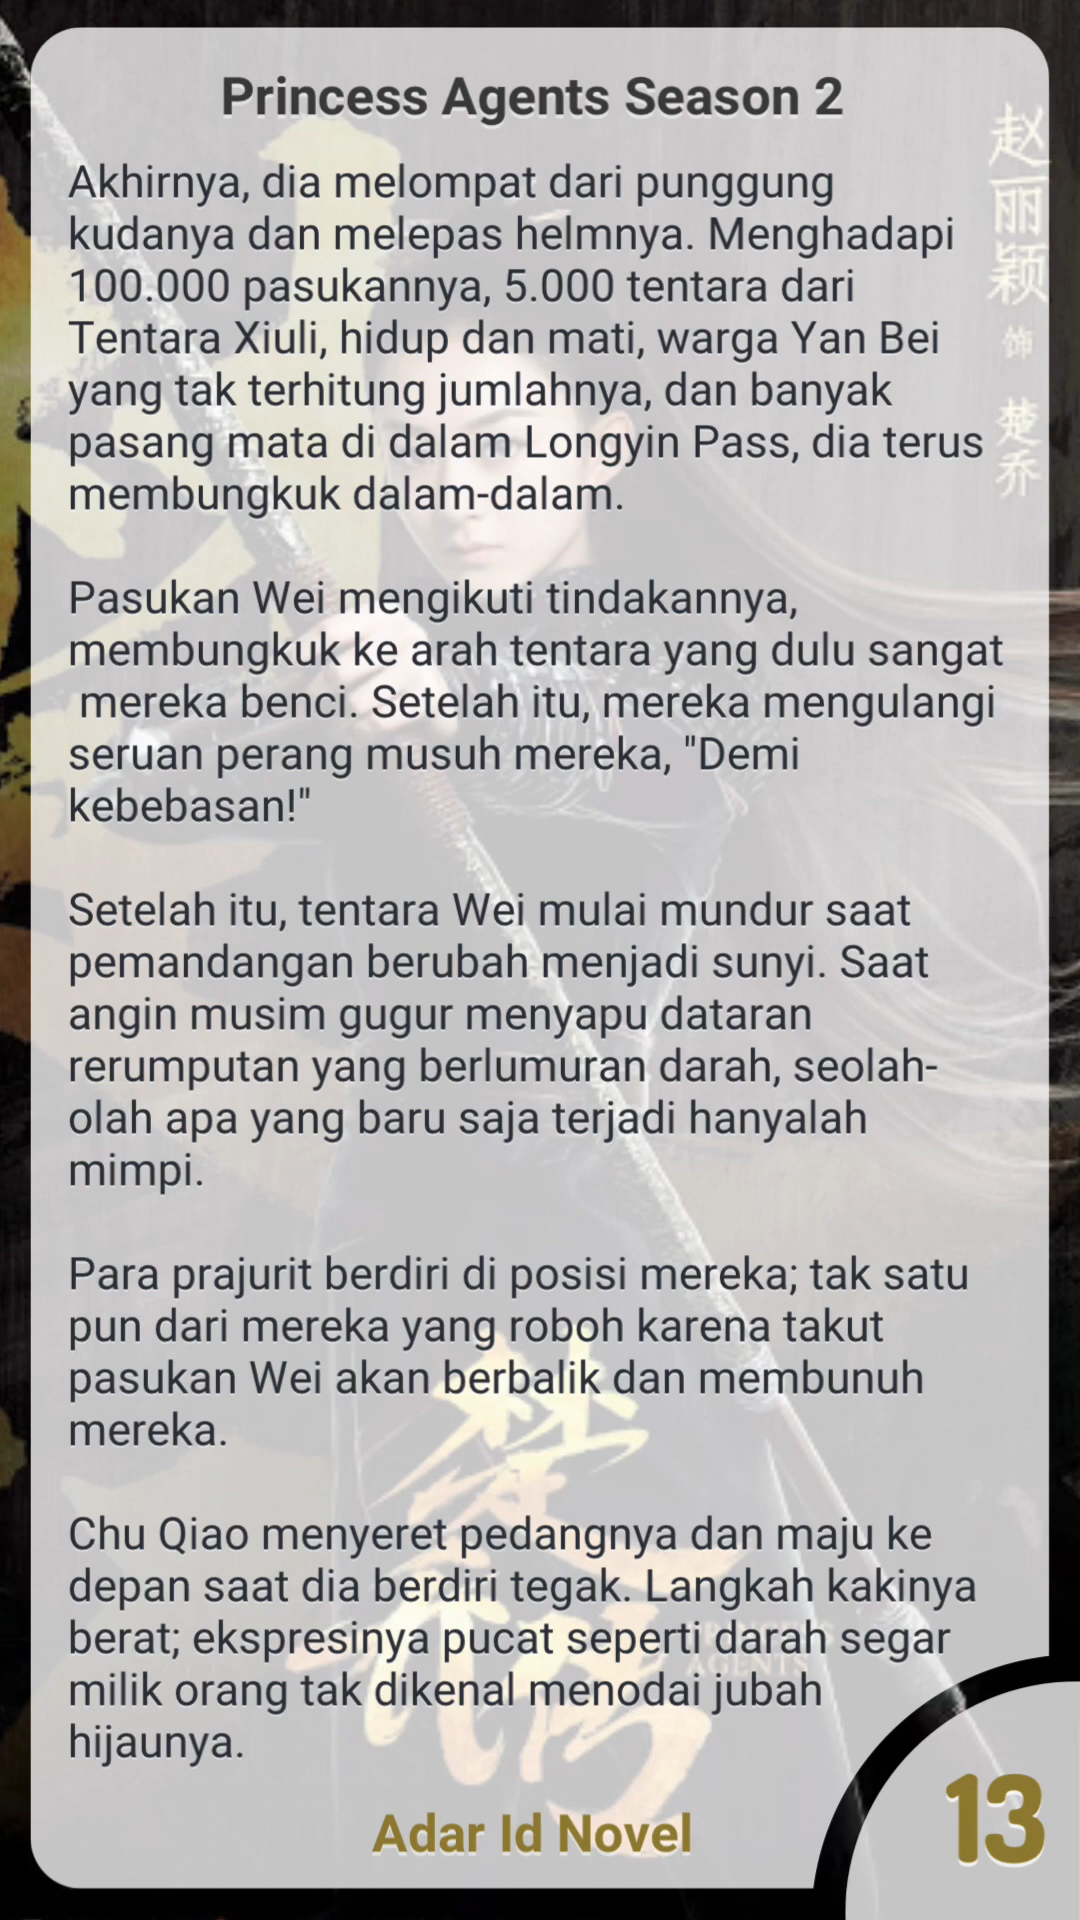 Princess Agents Season 2
赵丽颖 饰 楚乔
Akhirnya, dia melompat dari punggung
kudanya dan melepas helmnya. Menghadapi
100.000 pasukannya, 5.000 tentara dari
Tentara Xiuli, hidup dan mati, warga Yan Bei
yang tak terhitung jumlahnya, dan banyak
pasang mata di dalam Longyin Pass, dia terus
membungkuk dalam-dalam.
Pasukan Wei mengikuti tindakannya,
membungkuk ke arah tentara yang dulu sangat
mereka benci. Setelah itu, mereka mengulangi
seruan perang musuh mereka, "Demi
kebebasan!"
Setelah itu, tentara Wei mulai mundur saat
pemandangan berubah menjadi sunyi. Saat
angin musim gugur menyapu dataran
rerumputan yang berlumuran darah, seolah-
olah apa yang baru saja terjadi hanyalah
mimpi.
Para prajurit berdiri di posisi mereka; tak satu
pun dari mereka yang roboh karena takut
pasukan Wei akan berbalik dan membunuh
mereka.
Chu Qiao menyeret pedangnya dan maju ke
depan saat dia berdiri tegak. Langkah kakinya
berat; ekspresinya pucat seperti darah segar
milik orang tak dikenal menodai jubah
hijaunya.
楚乔
PRINCESS
AGENTS
Adar Id Novel
13